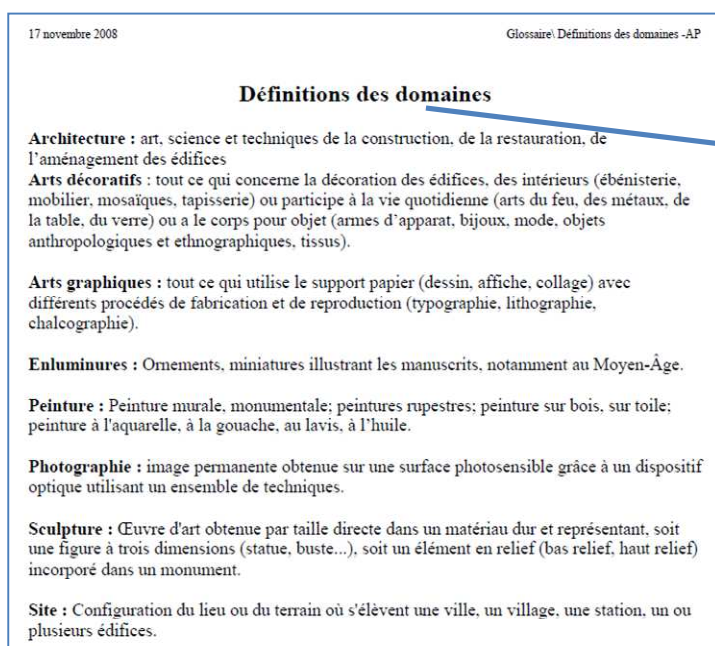 17 novembre 2008 Glossaire\ Définitions des domaines -AP
Définitions des domaines
Architecture : art, science et techniques de la construction, de la restauration, de
l'aménagement des édifices
Arts décoratifs : tout ce qui concerne la décoration des édifices, des intérieurs (ébénisterie,
mobilier, mosaïques, tapisserie) ou participe à la vie quotidienne (arts du feu, des métaux, de
la table, du verre) ou a le corps pour objet (armes d'apparat, bijoux, mode, objets
anthropologiques et ethnographiques, tissus).
Arts graphiques : tout ce qui utilise le support papier (dessin, affiche, collage) avec
différents procédés de fabrication et de reproduction (typographie, lithographie,
chalcographie).
Enluminures : Ornements, miniatures illustrant les manuscrits, notamment au Moyen-Âge.
Peinture : Peinture murale, monumentale; peintures rupestres; peinture sur bois, sur toile;
peinture à l'aquarelle, à la gouache, au lavis, à l'huile.
Photographie : image permanente obtenue sur une surface photosensible grâce à un dispositif
optique utilisant un ensemble de techniques.
Sculpture : Œuvre d'art obtenue par taille directe dans un matériau dur et représentant, soit
une figure à trois dimensions (statue, buste...), soit un élément en relief (bas relief, haut relief)
incorporé dans un monument.
Site : Configuration du lieu ou du terrain où s'élèvent une ville, un village, une station, un ou
plusieurs édifices.